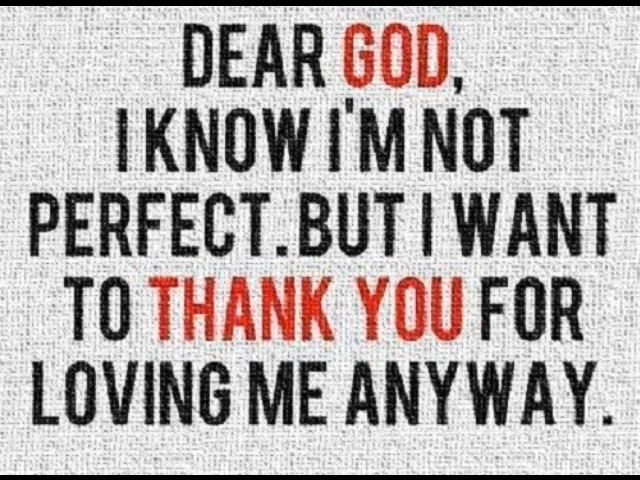 DEAR GOD,
I KNOW I'M NOT
PERFECT. BUT I WANT
TO THANK YOU FOR
LOVING ME ANYWAY.